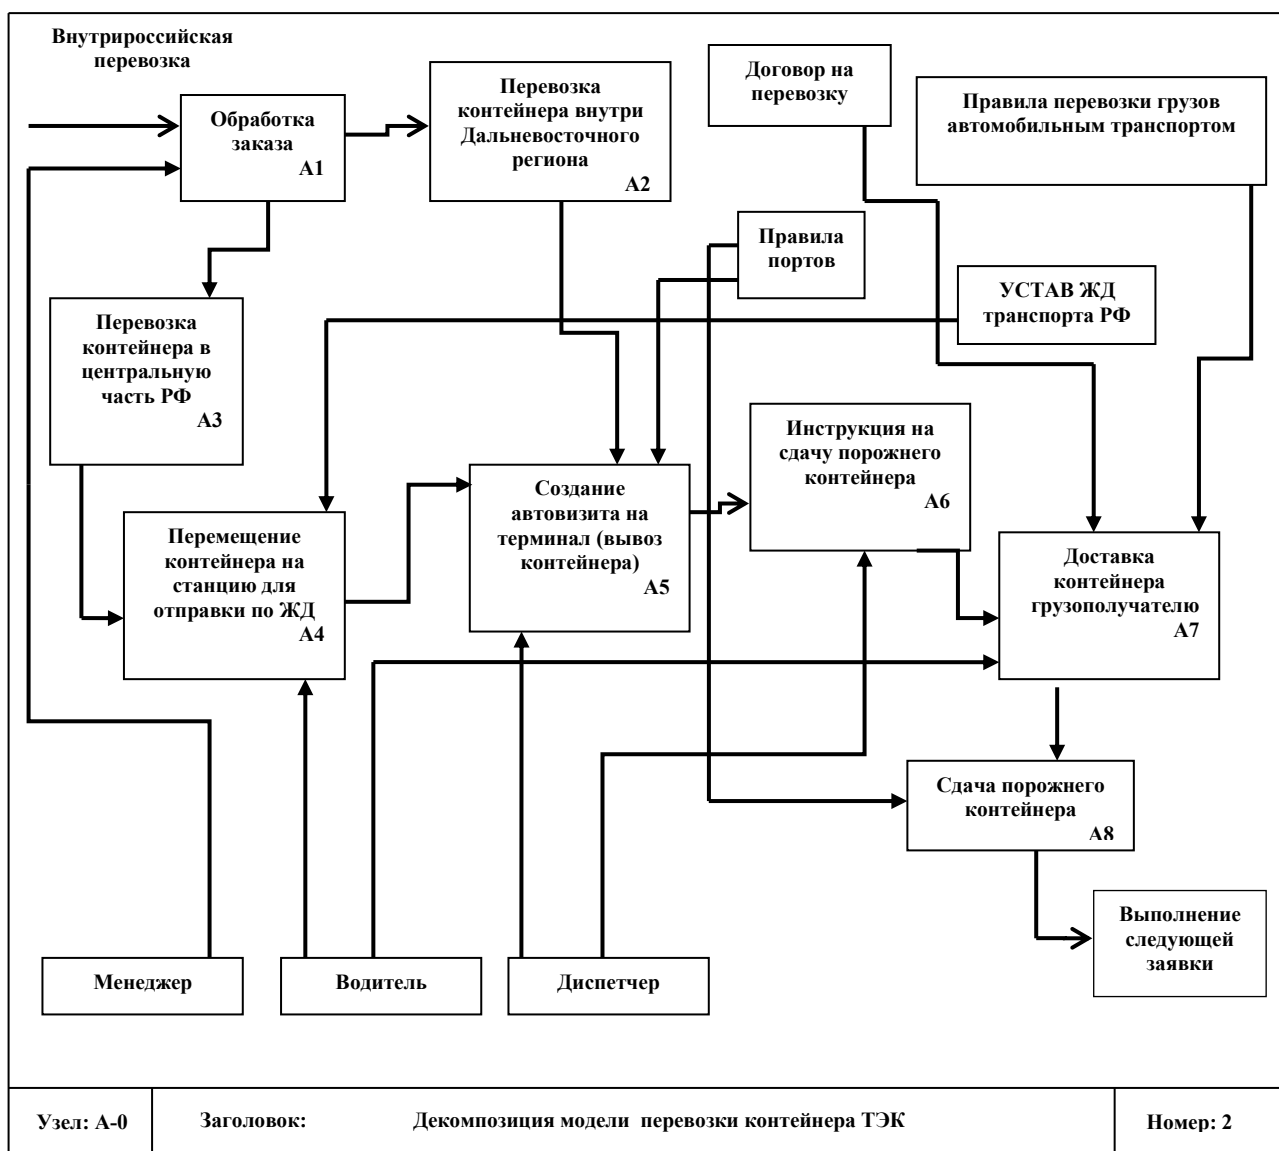 Внутрироссийская
перевозка
Обработка
заказа
А1
Перевозка
контейнера внутри
Дальневосточного
региона
А2
Договор на
перевозку
Правила перевозки грузов
автомобильным транспортом
Правила
портов
УСТАВ ЖД
транспорта РФ
Перевозка
контейнера в
центральную
часть РФ
А3
Инструкция на
сдачу порожнего
контейнера
А6
Создание
автовизита на
терминал (вывоз
контейнера)
А5
Перемещение
контейнера на
станцию для
отправки по ЖД
А4
Доставка
контейнера
грузополучателю
А7
Сдача порожнего
контейнера
А8
Выполнение
следующей
заявки
Менеджер
Водитель
Диспетчер
Узел: А-0
Заголовок: Декомпозиция модели перевозки контейнера ТЭК
Номер: 2